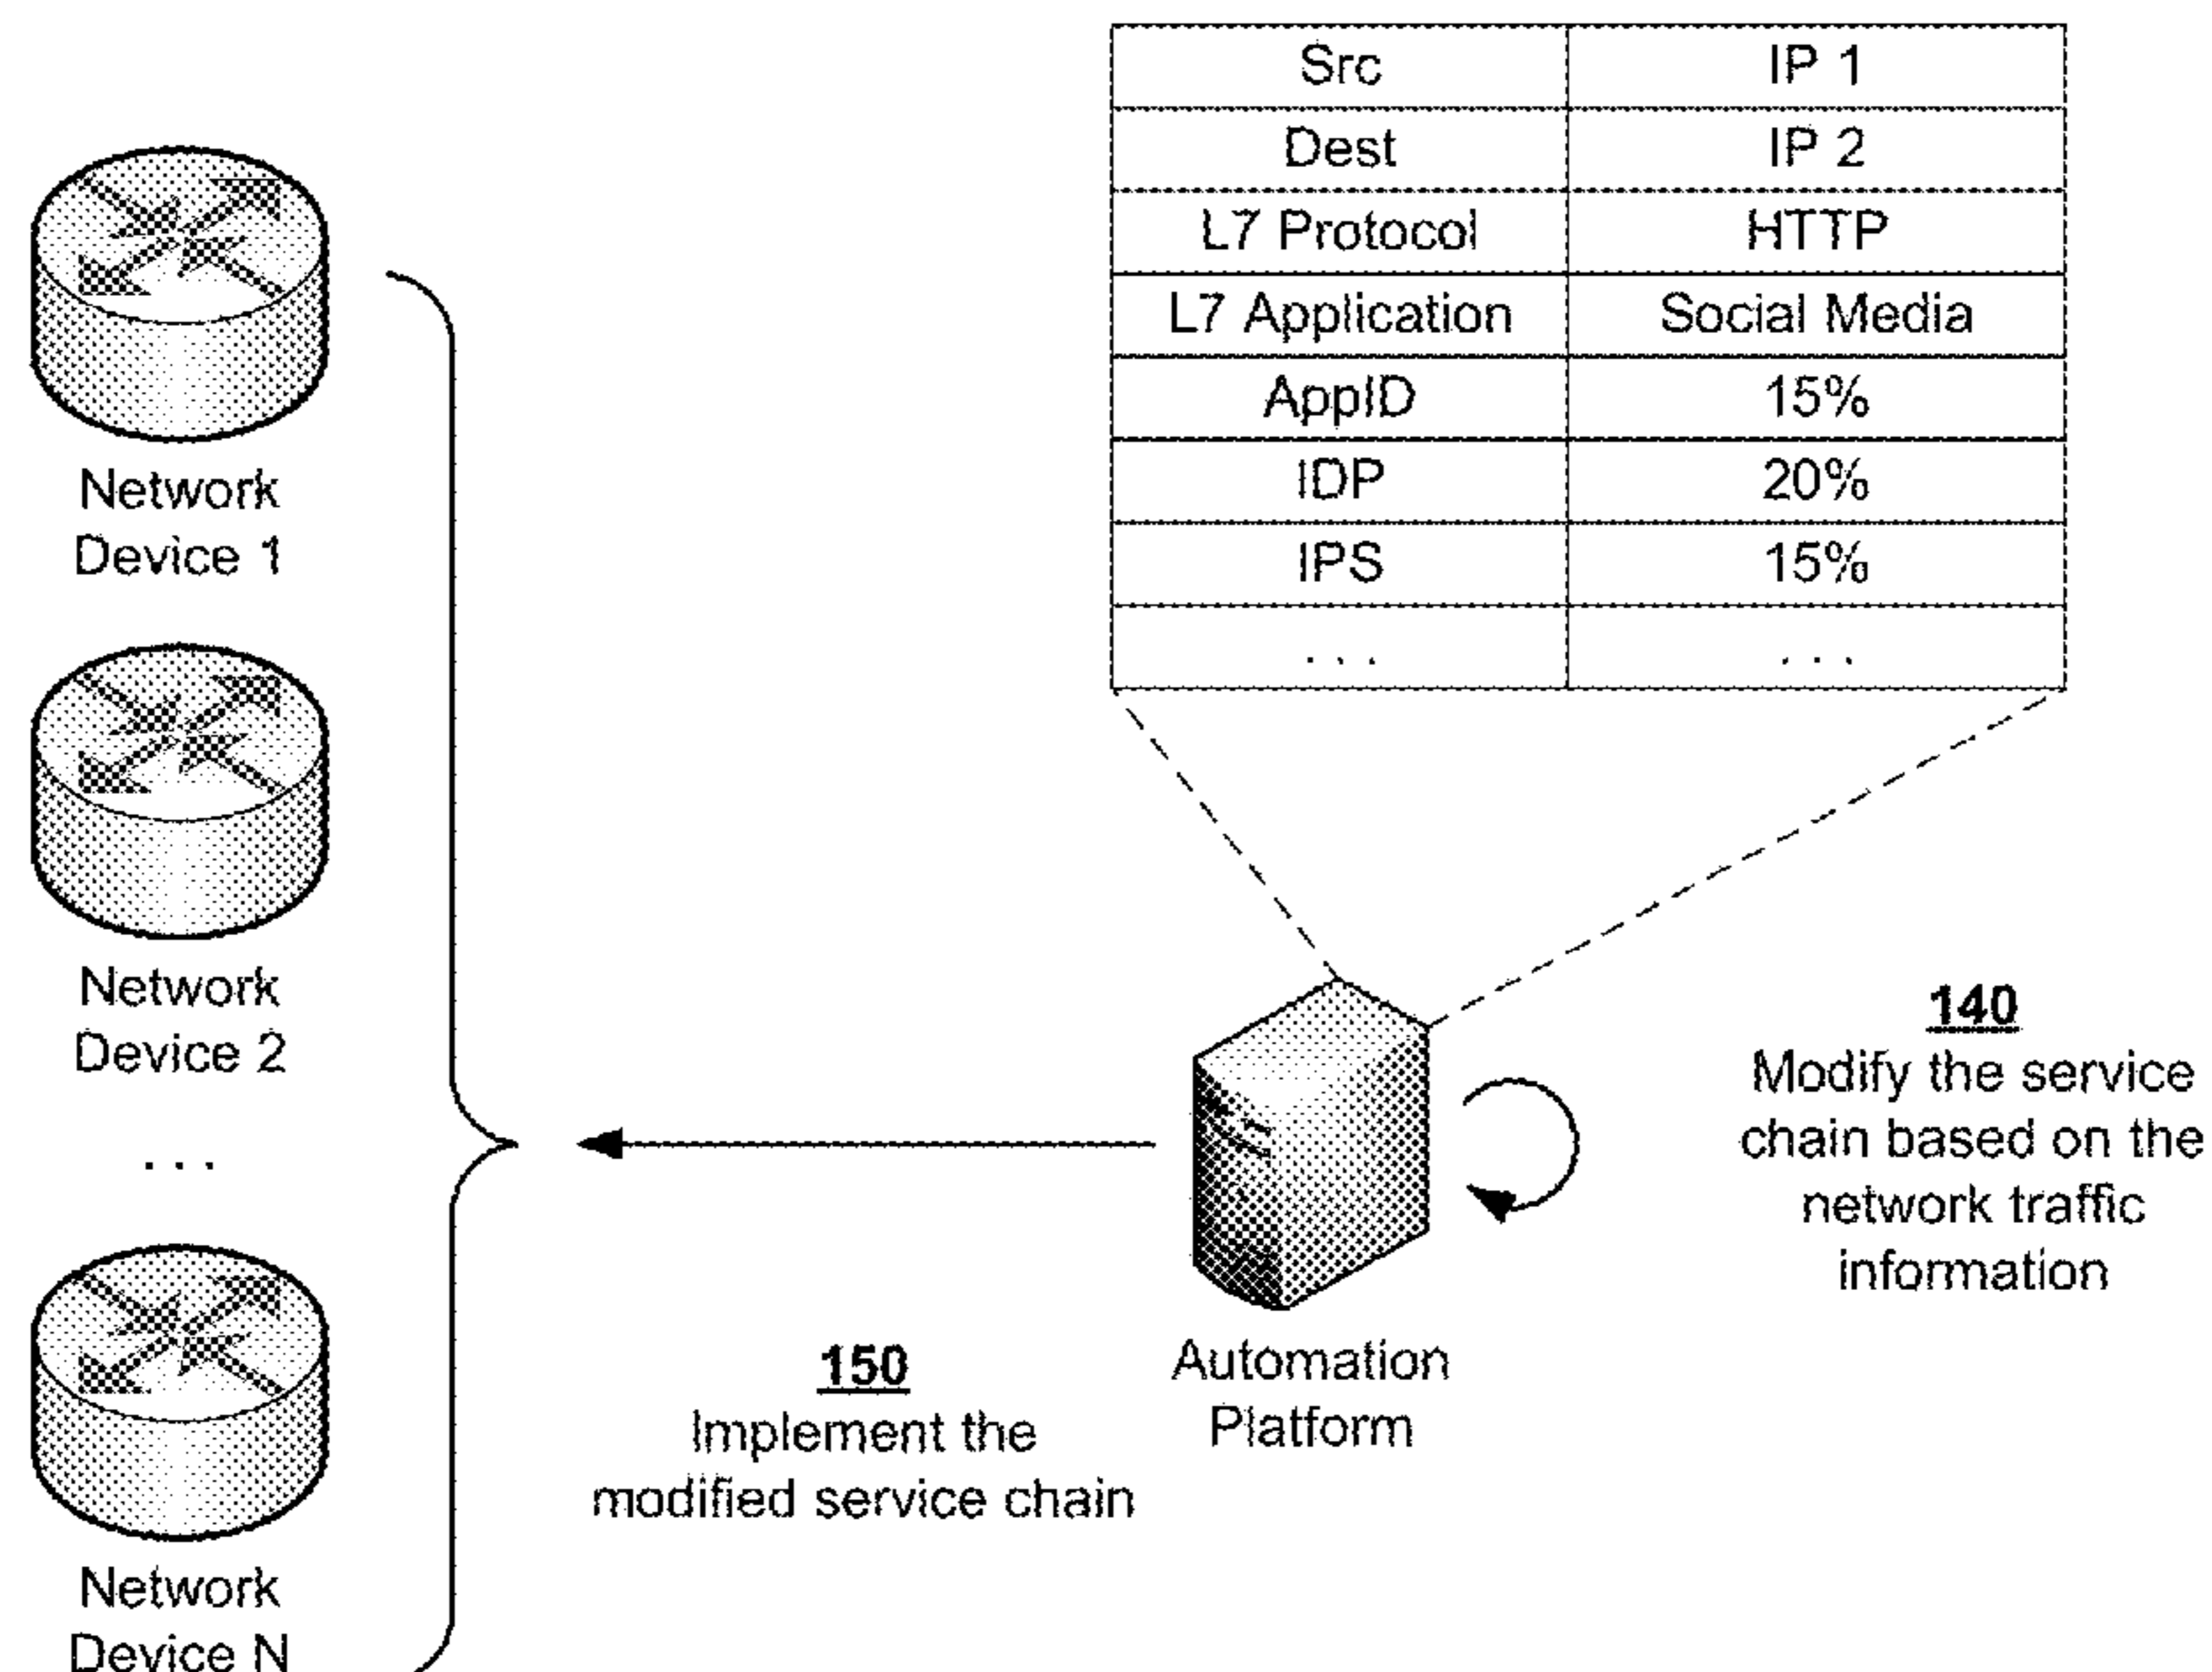 Src IP 1
Dest IP 2
L7 Protocol HTTP
L7 Application Social Media
AppID 15%
IDP 20%
IPS 15%
. . . . . .
Network
Device 1
Network
Device 2
. . .
Network
Device N
150
Implement the
modified service chain
Automation
Platform
140
Modify the service
chain based on the
network traffic
information